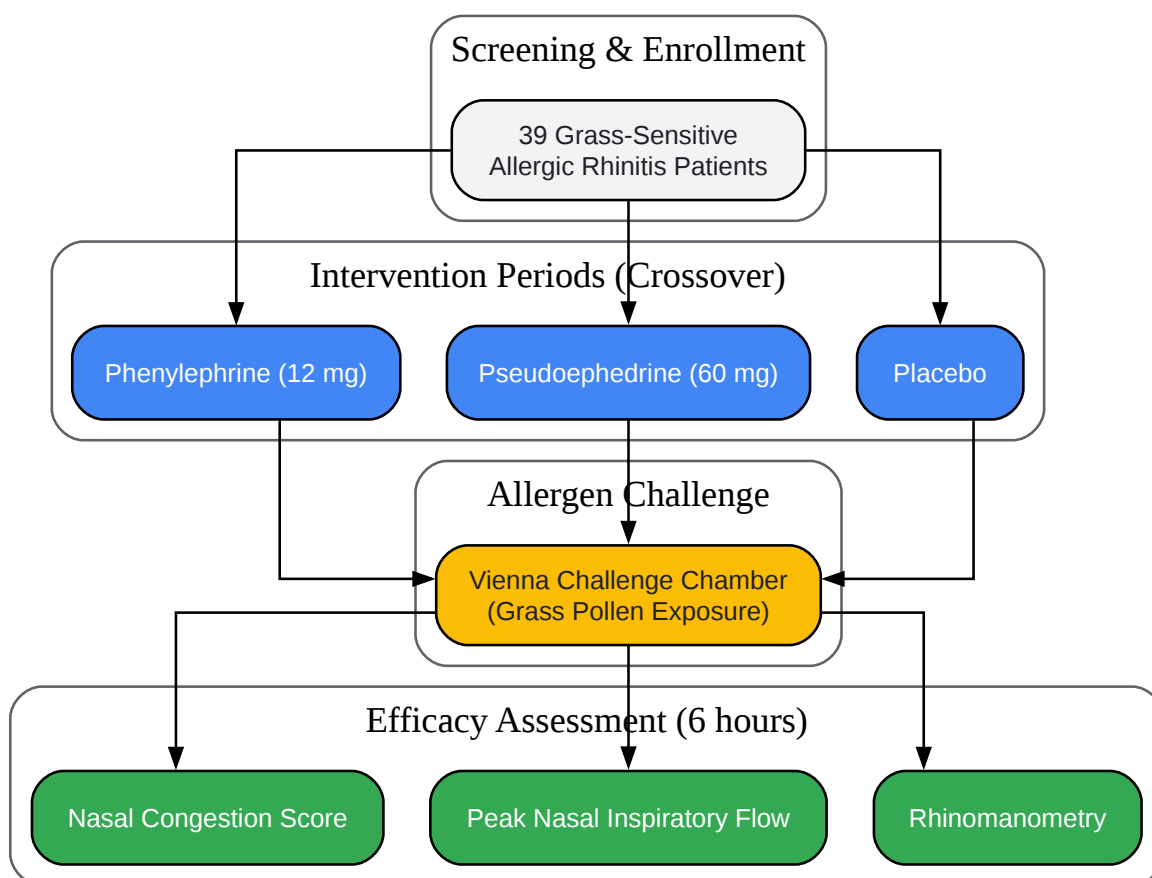 Screening & Enrollment
39 Grass-Sensitive
Allergic Rhinitis Patients
Intervention Periods (Crossover)
Phenylephrine (12 mg)
Pseudoephedrine (60 mg)
Placebo
Allergen Challenge
Vienna Challenge Chamber
(Grass Pollen Exposure)
Efficacy Assessment (6 hours)
Nasal Congestion Score
Peak Nasal Inspiratory Flow
Rhinomanometry